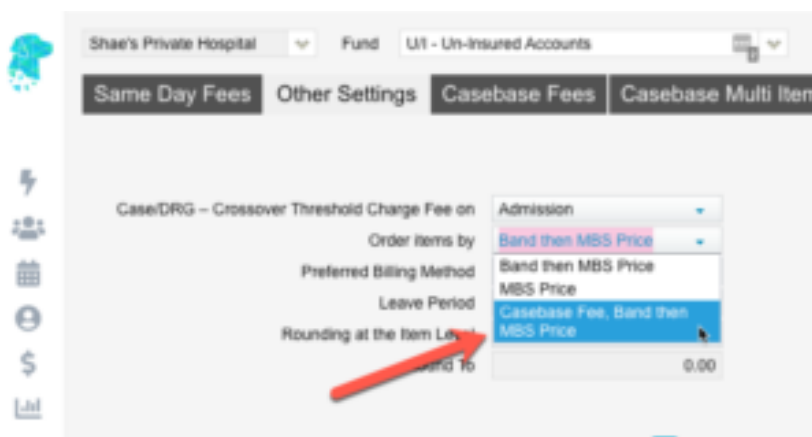 Shae's Private Hospital
Fund
U/I - Un-Insured Accounts
Same Day Fees
Other Settings
Casebase Fees
Casebase Multi Item
Case/DRG – Crossover Threshold Charge Fee on
Admission
Order items by
Band then MBS Price
Band then MBS Price
Preferred Billing Method
MBS Price
Leave Period
Casebase Fee, Band then
MBS Price
Rounding at the Item Level
To
0.00